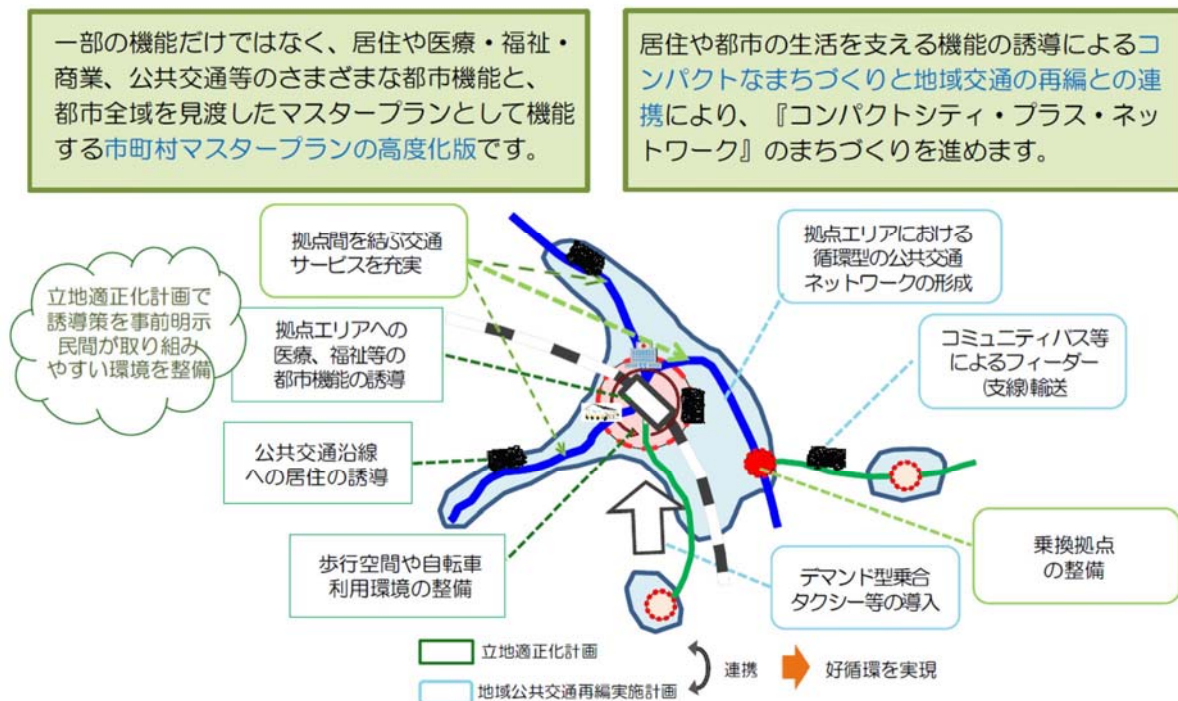 一部の機能だけではなく、居住や医療・福祉・
商業、公共交通等のさまざまな都市機能と、
都市全域を見渡したマスタープランとして機能
する市町村マスタープランの高度化版です。
居住や都市の生活を支える機能の誘導によるコ
ンパクトなまちづくりと地域交通の再編との連
携により、『コンパクトシティ・プラス・ネッ
トワーク』のまちづくりを進めます。
拠点間を結ぶ交通
サービスを充実
拠点エリアにおける
循環型の公共交通
ネットワークの形成
立地適正化計画で
誘導策を事前明示
民間が取り組み
やすい環境を整備
拠点エリアへの
医療、福祉等の
都市機能の誘導
コミュニティバス等
によるフィーダー
(支線)輸送
公共交通沿線
への居住の誘導
歩行空間や自転車
利用環境の整備
デマンド型乗合
タクシー等の導入
乗換拠点
の整備
立地適正化計画
連携
好循環を実現
地域公共交通再編実施計画